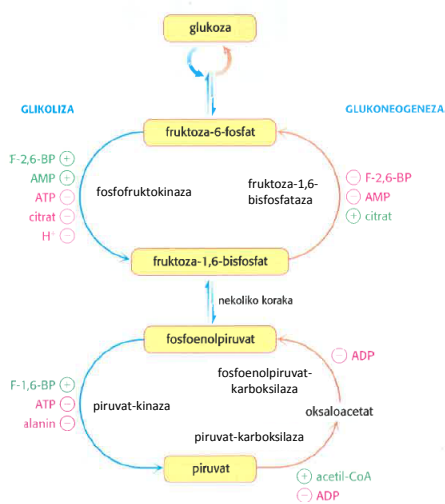 glukoza
GLIKOLIZA
GLUKONEOGENEZA
fruktoza-6-fosfat
F-2,6-BP +
AMP +
ATP −
citrat −
H⁺ −
fosfofruktokinaza
fruktoza-1,6-
bisfosfataza
− F-2,6-BP
− AMP
+ citrat
fruktoza-1,6-bisfosfat
nekoliko koraka
fosfoenolpiruvat
− ADP
fosfoenolpiruvat-
karboksilaza
F-1,6-BP +
ATP −
alanin −
piruvat-kinaza
oksaloacetat
piruvat-karboksilaza
piruvat
+ acetil-CoA
− ADP